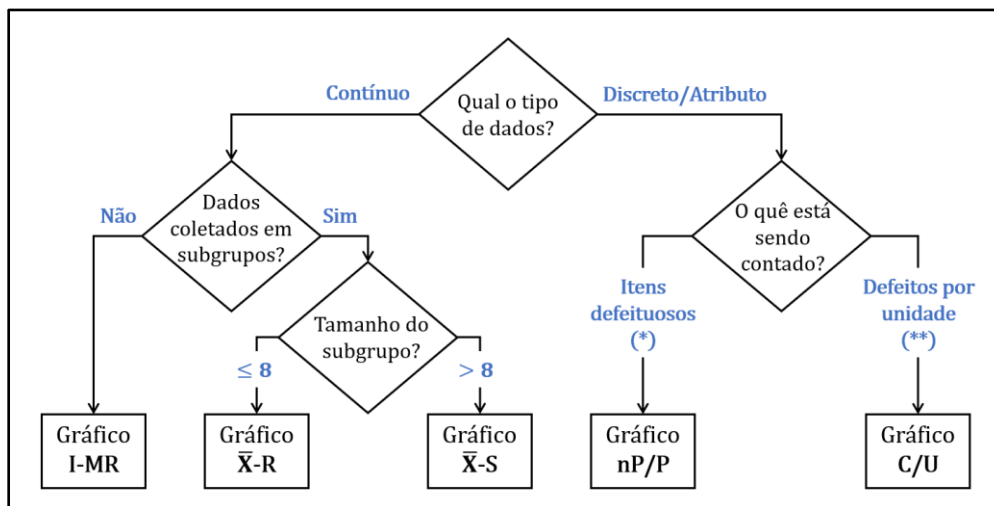 Qual o tipo
de dados?
Contínuo
Discreto/Atributo
Dados
coletados em
subgrupos?
Não
Sim
O quê está
sendo
contado?
Tamanho do
subgrupo?
≤ 8
> 8
Itens
defeituosos
(*)
Defeitos por
unidade
(**)
Gráfico
I-MR
Gráfico
X̅-R
Gráfico
X̅-S
Gráfico
nP/P
Gráfico
C/U